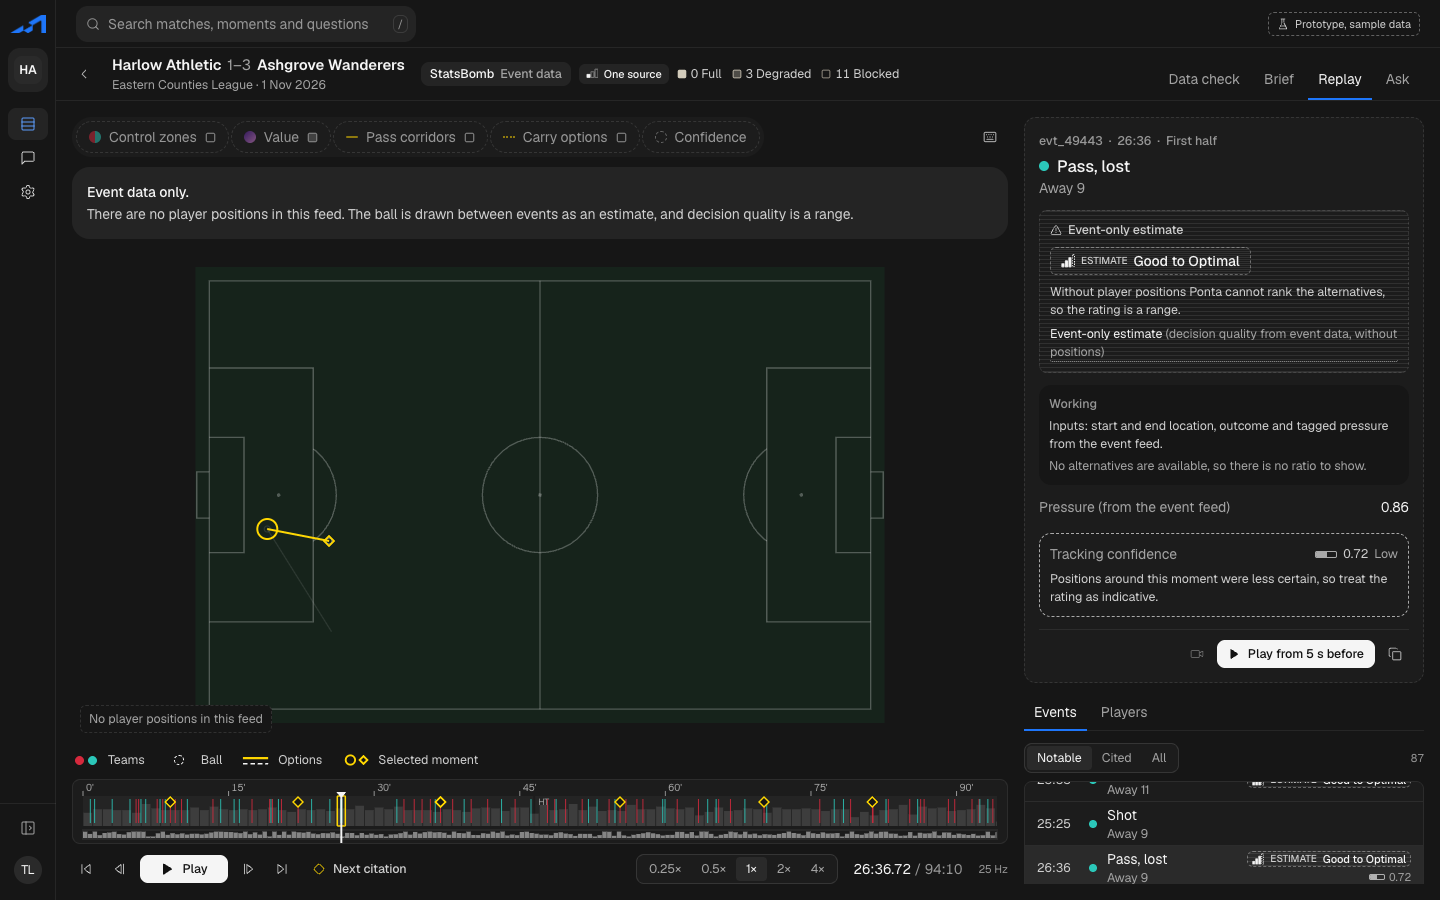 Search matches, moments and questions
/
Prototype, sample data
HA
Harlow Athletic 1–3 Ashgrove Wanderers
Eastern Counties League · 1 Nov 2026
StatsBomb Event data
One source
0 Full
3 Degraded
11 Blocked
Data check
Brief
Replay
Ask
Control zones
Value
Pass corridors
Carry options
Confidence
Event data only.
There are no player positions in this feed. The ball is drawn between events as an estimate, and decision quality is a range.
No player positions in this feed
Teams
Ball
Options
Selected moment
0'
15'
30'
45'
HT
60'
75'
90'
Play
Next citation
0.25×
0.5×
1×
2×
4×
26:36.72 / 94:10
25 Hz
TL
evt_49443 · 26:36 · First half
Pass, lost
Away 9
Event-only estimate
ESTIMATE Good to Optimal
Without player positions Ponta cannot rank the alternatives,
so the rating is a range.
Event-only estimate (decision quality from event data, without
positions)
Working
Inputs: start and end location, outcome and tagged pressure
from the event feed.
No alternatives are available, so there is no ratio to show.
Pressure (from the event feed)
0.86
Tracking confidence
0.72 Low
Positions around this moment were less certain, so treat the
rating as indicative.
Play from 5 s before
Events
Players
Notable
Cited
All
87
Away 11
25:25
Shot
Away 9
26:36
Pass, lost
ESTIMATE Good to Optimal
Away 9
0.72